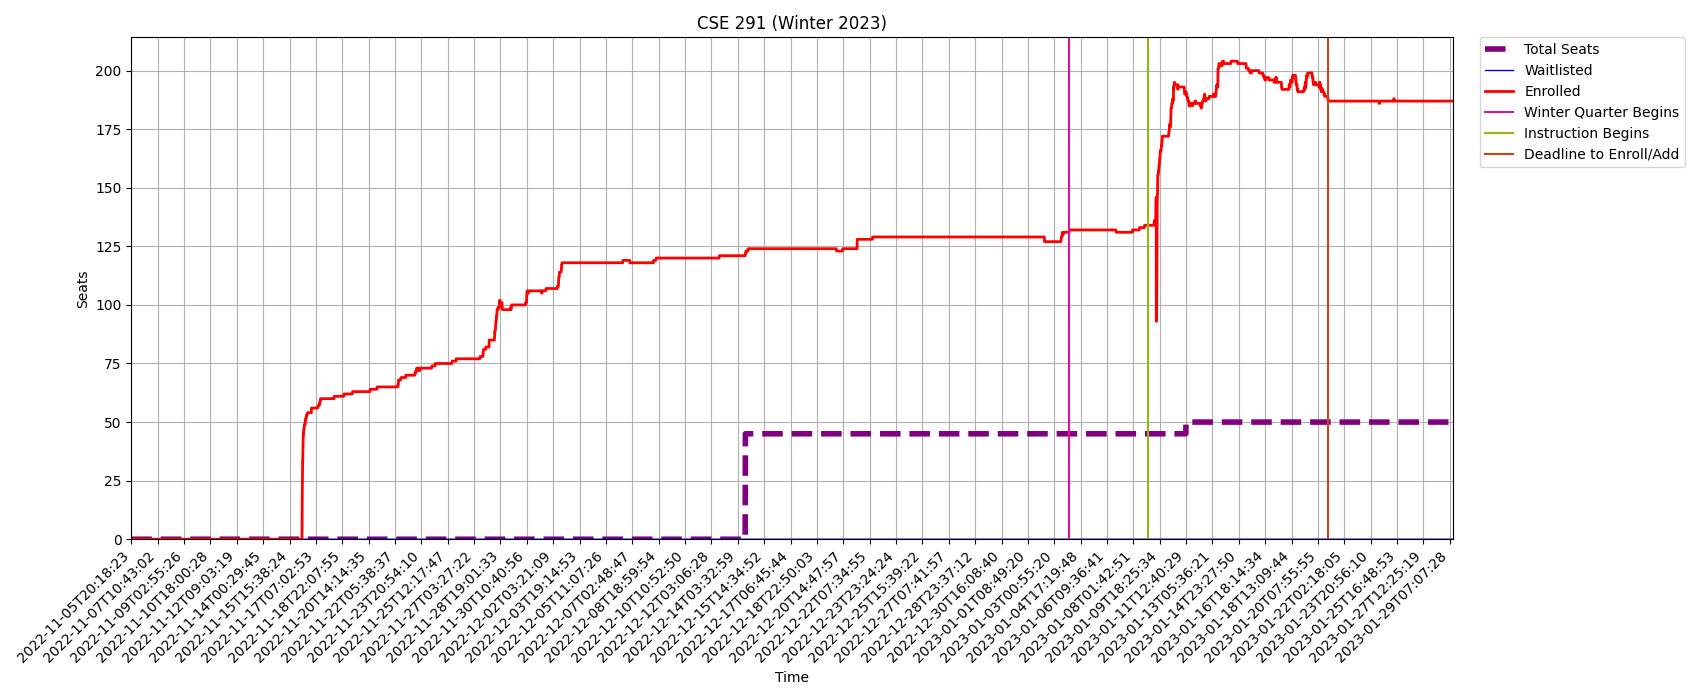 CSE 291 (Winter 2023)
Total Seats
Waitlisted
Enrolled
Winter Quarter Begins
Instruction Begins
Deadline to Enroll/Add
Seats
200
175
150
125
100
75
50
25
0
2022-11-05T20:18:23
2022-11-07T10:43:02
2022-11-09T02:55:26
2022-11-10T18:00:28
2022-11-12T09:03:19
2022-11-14T00:29:45
2022-11-15T15:38:24
2022-11-17T07:02:53
2022-11-18T22:07:55
2022-11-20T14:14:35
2022-11-22T05:38:37
2022-11-23T20:54:10
2022-11-25T12:17:47
2022-11-27T03:27:22
2022-11-28T19:01:33
2022-11-30T10:40:56
2022-12-02T03:21:09
2022-12-03T19:14:53
2022-12-05T11:07:26
2022-12-07T02:48:47
2022-12-08T18:59:54
2022-12-10T10:52:50
2022-12-12T03:06:28
2022-12-14T03:32:59
2022-12-15T14:34:52
2022-12-17T06:45:44
2022-12-18T22:50:03
2022-12-20T14:47:57
2022-12-22T07:34:55
2022-12-23T23:24:24
2022-12-25T15:39:22
2022-12-27T07:41:57
2022-12-28T23:37:12
2022-12-30T16:08:40
2023-01-01T08:49:20
2023-01-03T00:55:20
2023-01-04T17:19:48
2023-01-06T09:36:41
2023-01-08T01:42:51
2023-01-09T18:25:34
2023-01-11T12:40:29
2023-01-13T05:36:21
2023-01-14T23:27:50
2023-01-16T18:14:34
2023-01-18T13:09:44
2023-01-20T07:55:55
2023-01-22T02:18:05
2023-01-23T20:56:10
2023-01-25T16:48:53
2023-01-27T12:25:19
2023-01-29T07:07:28
Time